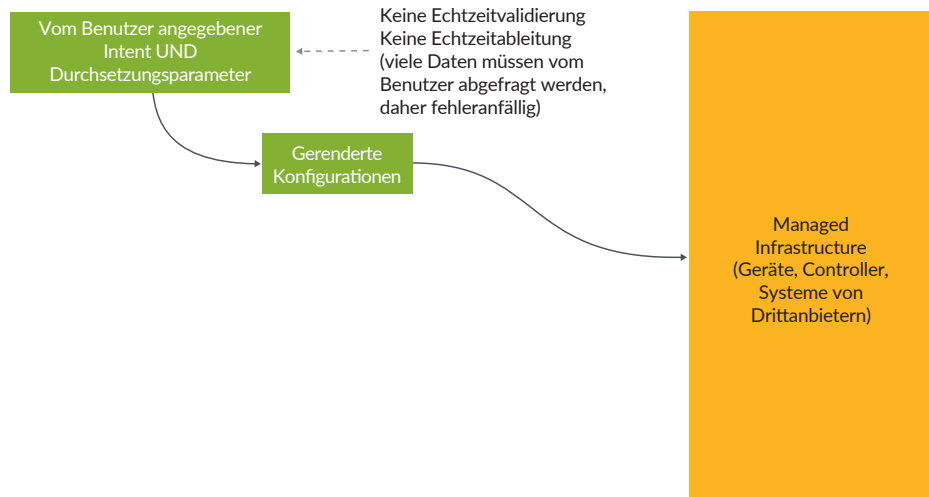 Vom Benutzer angegebener
Intent UND
Durchsetzungsparameter
Keine Echtzeitvalidierung
Keine Echtzeitableitung
(viele Daten müssen vom
Benutzer abgefragt werden,
daher fehleranfällig)
Gerenderte
Konfigurationen
Managed
Infrastructure
(Geräte, Controller,
Systeme von
Drittanbietern)